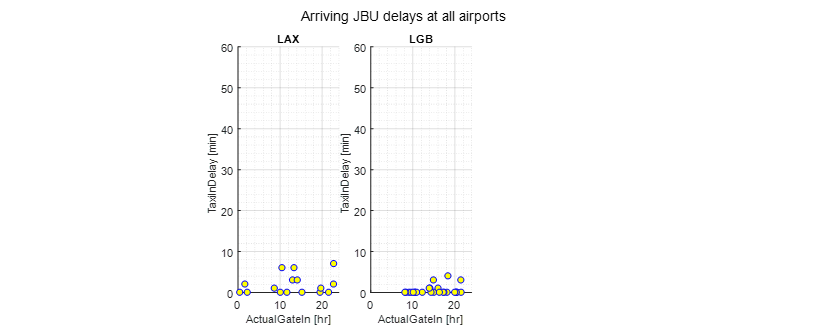 Arriving JBU delays at all airports
LAX
LGB
60
50
40
30
20
10
0
TaxiInDelay [min]
0 10 20
ActualGateIn [hr]
60
50
40
30
20
10
0
TaxiInDelay [min]
0 10 20
ActualGateIn [hr]